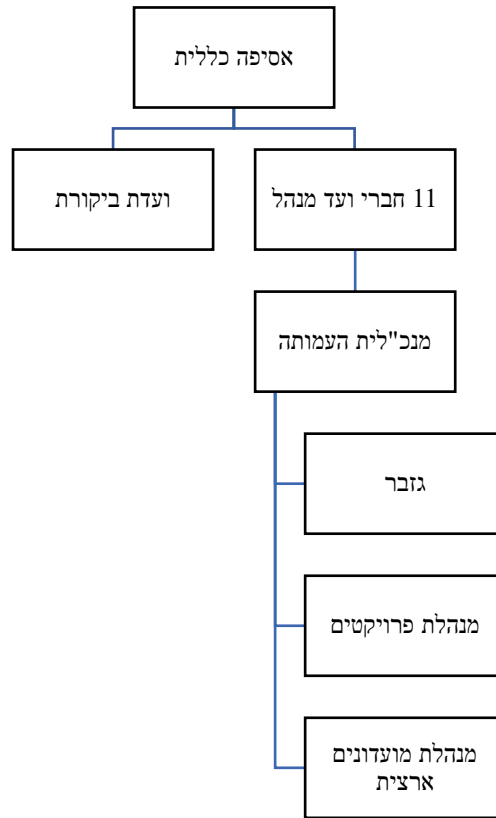 אסיפה כללית
11 חברי ועד מנהל
ועדת ביקורת
מנכ"לית העמותה
גזבר
מנהלת פרויקטים
מנהלת מועדונים
ארצית